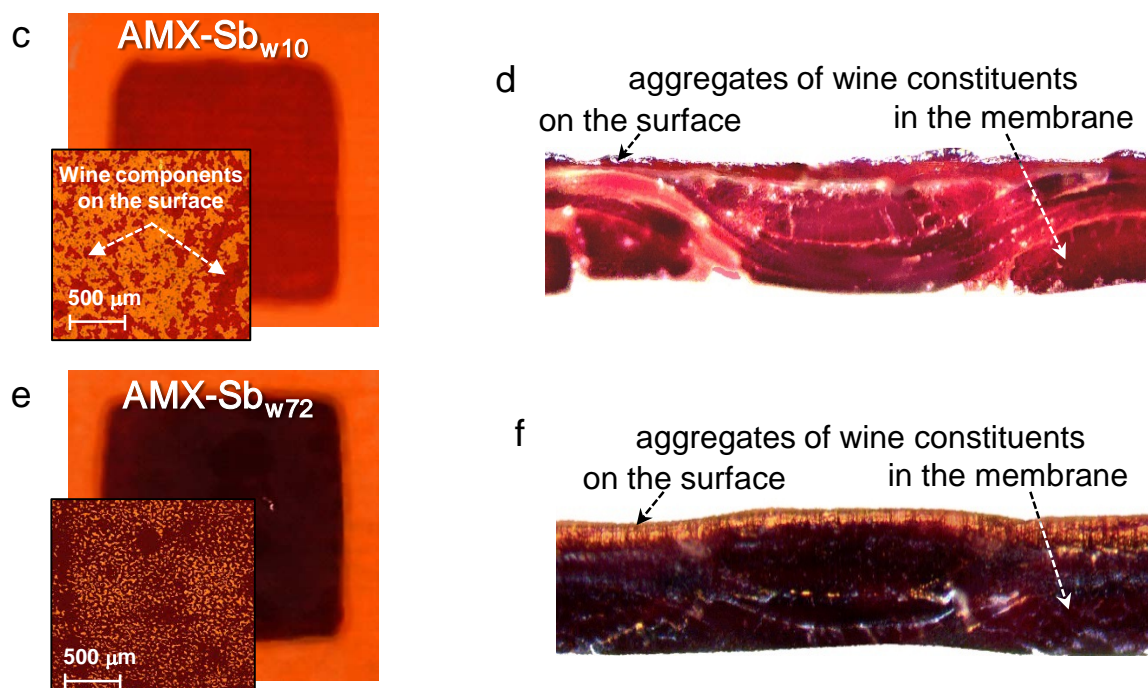 c
AMX-Sbw10
Wine components
on the surface
500 μm
d
aggregates of wine constituents
on the surface
in the membrane
e
AMX-Sbw72
500 μm
f
aggregates of wine constituents
on the surface
in the membrane